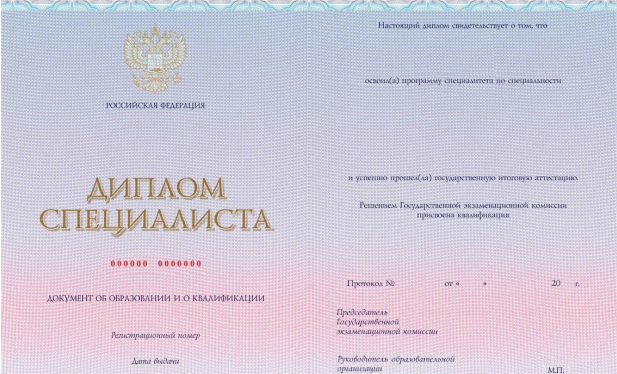 РОССИЙСКАЯ ФЕДЕРАЦИЯ
ДИПЛОМ
СПЕЦИАЛИСТА
000000 0000000
ДОКУМЕНТ ОБ ОБРАЗОВАНИИ И О КВАЛИФИКАЦИИ
Регистрационный номер
Дата выдачи
Настоящий диплом свидетельствует о том, что
освоил(а) программу специалитета по специальности
и успешно прошел(ла) государственную итоговую аттестацию.
Решением Государственной экзаменационной комиссии
присвоена квалификация
Протокол № от « » 20 г.
Председатель
Государственной
экзаменационной комиссии
Руководитель образовательной
организации М.П.